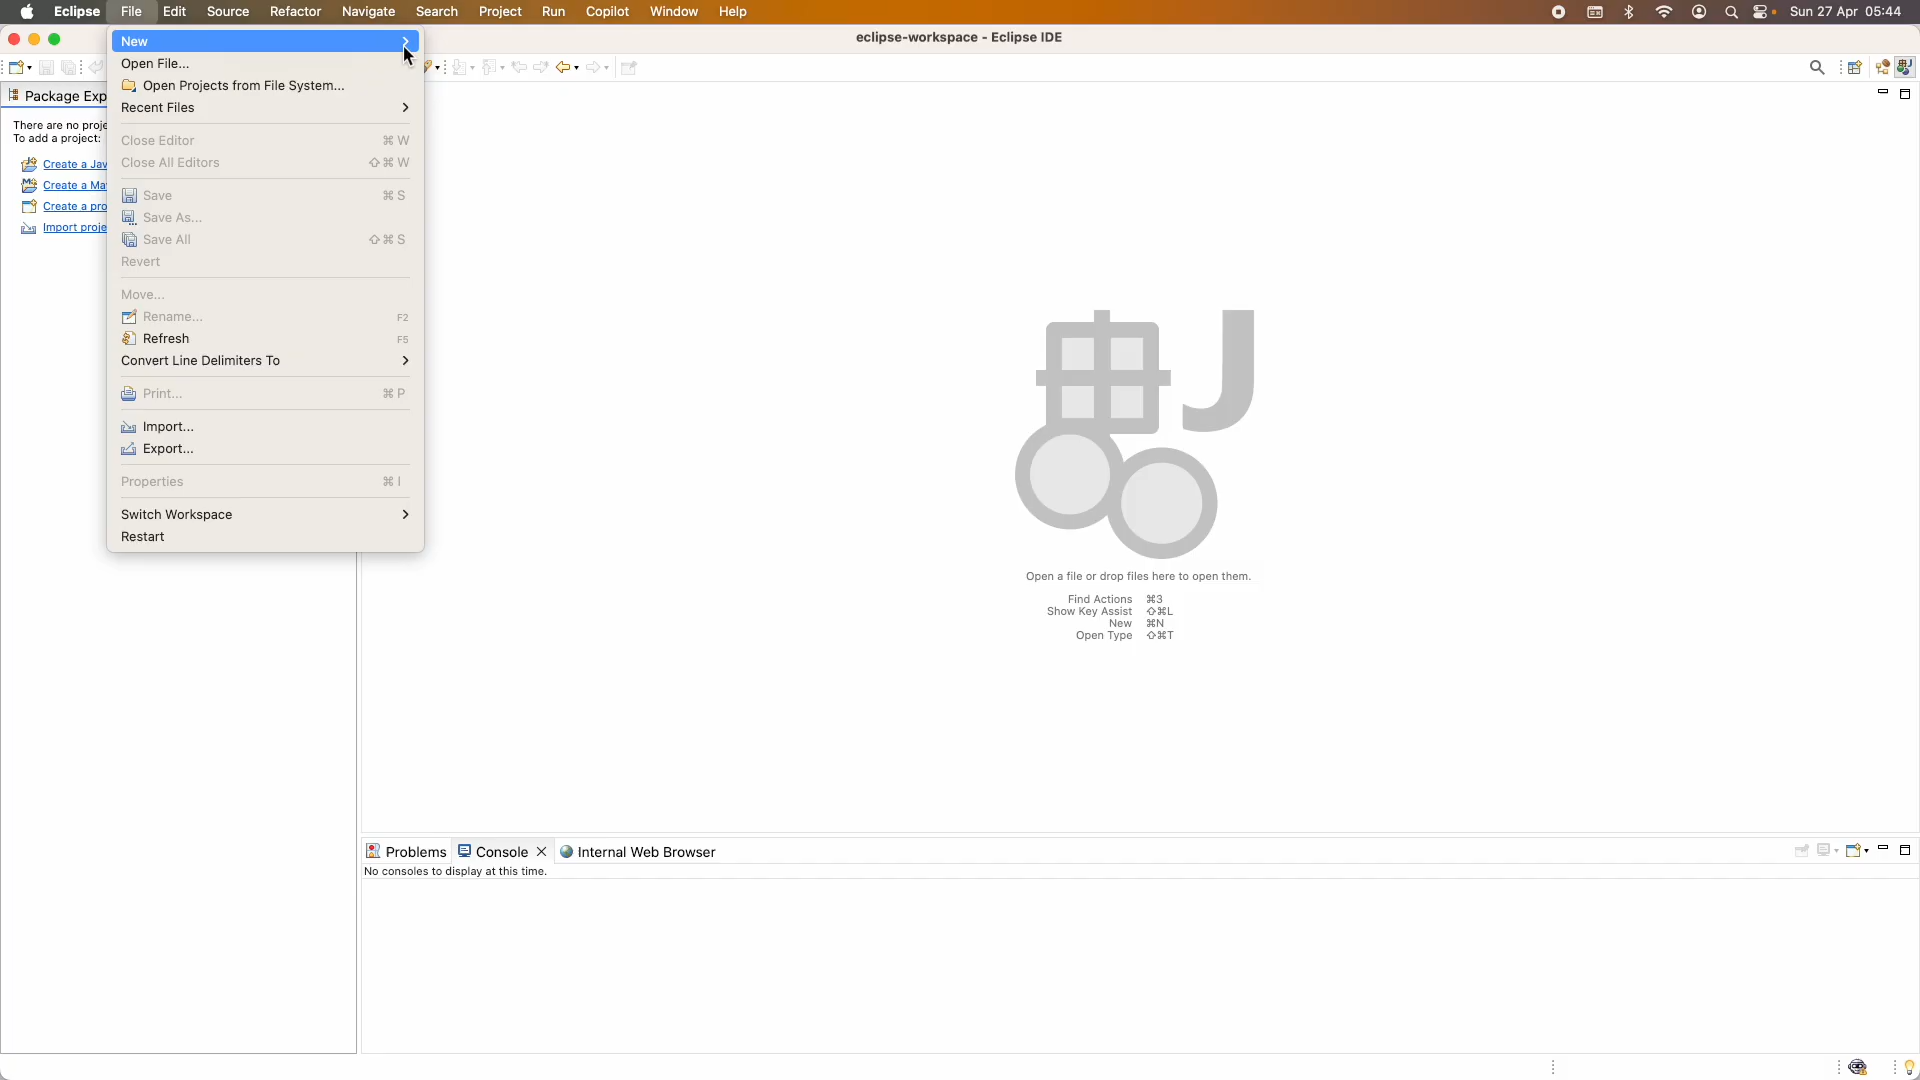 Eclipse File Edit Source Refactor Navigate Search Project Run Copilot Window Help Sun 27 Apr 05:44
eclipse-workspace - Eclipse IDE
New
Open File...
Open Projects from File System...
Recent Files
Close Editor ⌘ W
Close All Editors ⇧ ⌘ W
Save ⌘ S
Save As...
Save All ⇧ ⌘ S
Revert
Move...
Rename... F2
Refresh F5
Convert Line Delimiters To
Print... ⌘ P
Import...
Export...
Properties ⌘ I
Switch Workspace
Restart
Package Exp
There are no proje
To add a project:
Create a Jav
Create a Ma
Create a pro
Import proje
J
Open a file or drop files here to open them.
Find Actions ⌘3
Show Key Assist ⇧⌘L
New ⌘N
Open Type ⇧⌘T
Problems Console Internal Web Browser
No consoles to display at this time.